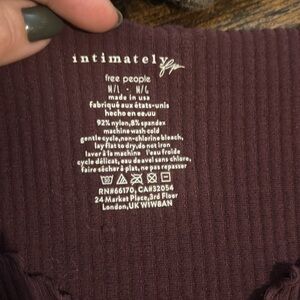 intimately fp
free people
M/L - M/G
made in usa
fabriqué aux états-unis
hecho en ee.uu
92% nylon,8% spandex
machine wash cold
gentle cycle,non-chlorine bleach,
lay flat to dry,do not iron
laver à la machine l'eau froide
cycle délicat, eau de javel sans chlore,
faire sécher à plat, ne pas repasser
RN#66170, CA#32054
24 Market Place,3rd Floor
London,UK W1W8AN